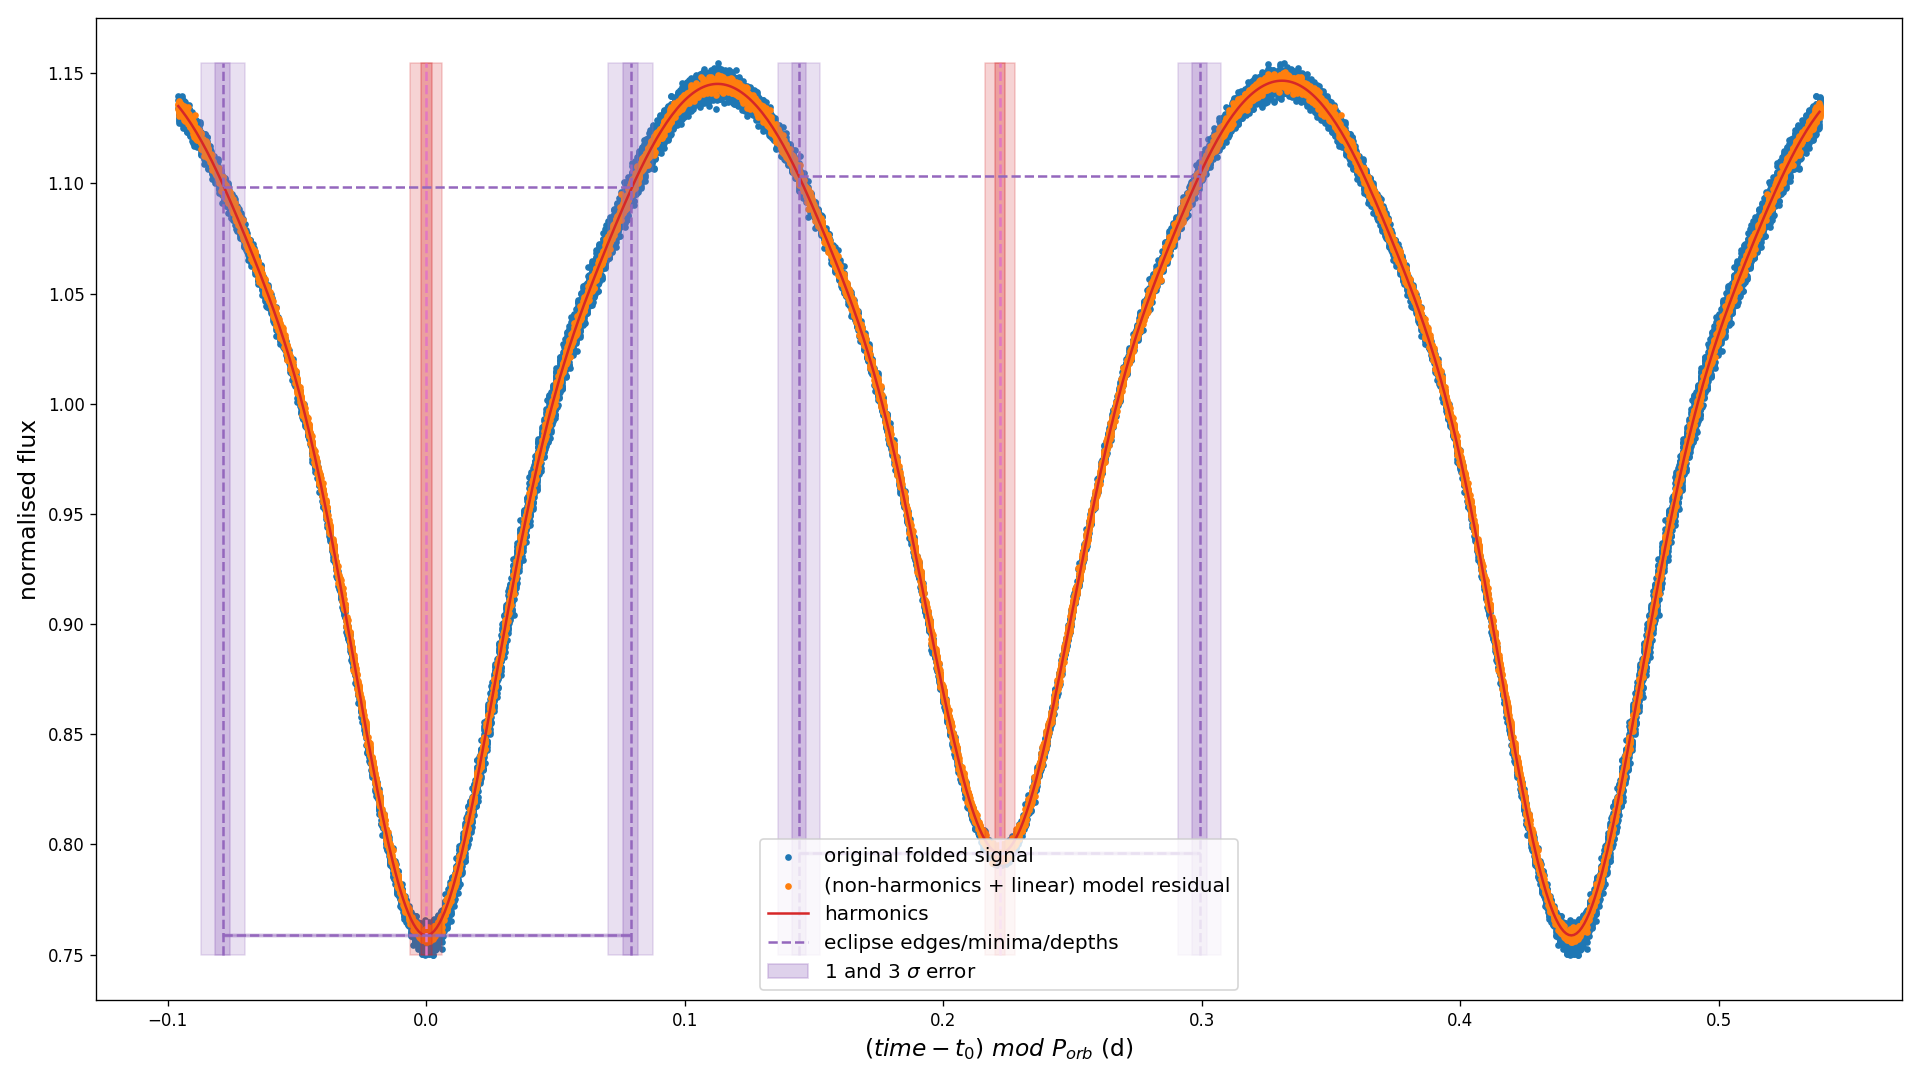 normalised flux
1.15
1.10
1.05
1.00
0.95
0.90
0.85
0.80
0.75
original folded signal
(non-harmonics + linear) model residual
harmonics
eclipse edges/minima/depths
1 and 3 σ error
−0.1 0.0 0.1 0.2 0.3 0.4 0.5
(time − t₀) mod P_orb (d)